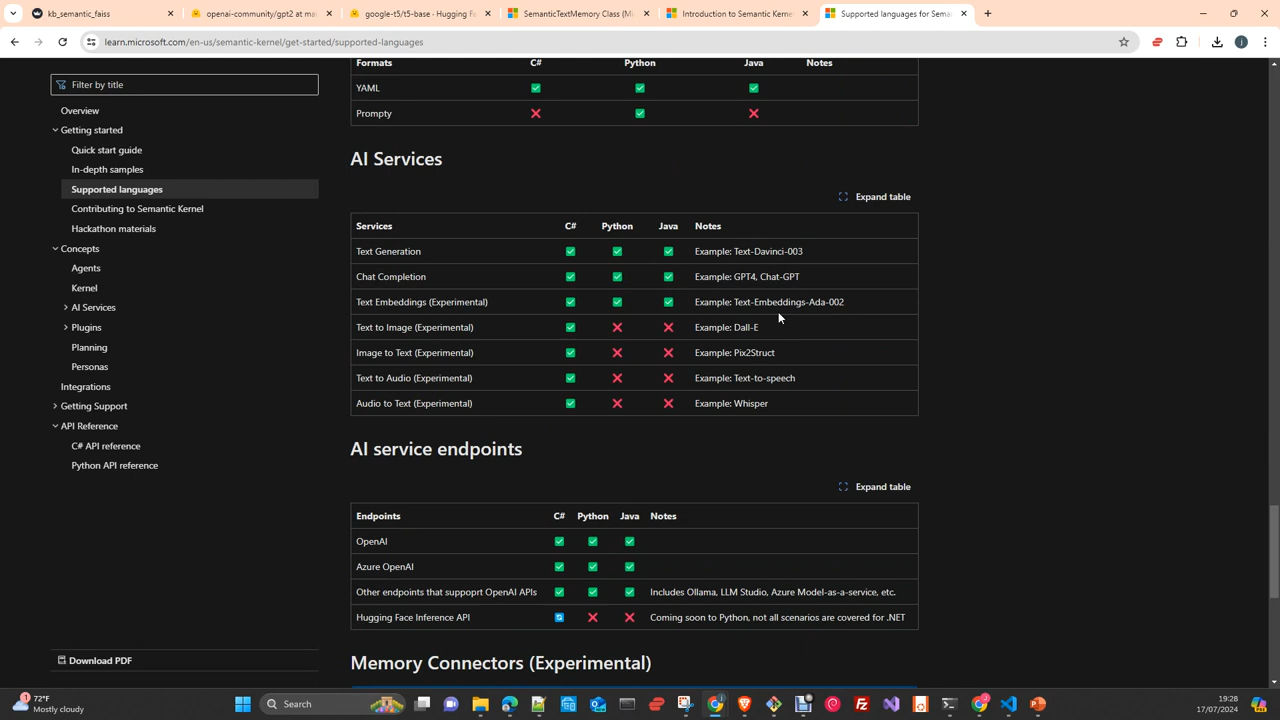 kb_semantic_faiss
openai-community/gpt2 at mai
google-t5/t5-base · Hugging Fa
SemanticTextMemory Class (Mi
Introduction to Semantic Kerne
Supported languages for Sema
learn.microsoft.com/en-us/semantic-kernel/get-started/supported-languages
Filter by title
Overview
Getting started
Quick start guide
In-depth samples
Supported languages
Contributing to Semantic Kernel
Hackathon materials
Concepts
Agents
Kernel
AI Services
Plugins
Planning
Personas
Integrations
Getting Support
API Reference
C# API reference
Python API reference
Download PDF
Formats C# Python Java Notes
YAML
Prompty
AI Services
Expand table
Services C# Python Java Notes
Text Generation Example: Text-Davinci-003
Chat Completion Example: GPT4, Chat-GPT
Text Embeddings (Experimental) Example: Text-Embeddings-Ada-002
Text to Image (Experimental) Example: Dall-E
Image to Text (Experimental) Example: Pix2Struct
Text to Audio (Experimental) Example: Text-to-speech
Audio to Text (Experimental) Example: Whisper
AI service endpoints
Expand table
Endpoints C# Python Java Notes
OpenAI
Azure OpenAI
Other endpoints that suppoprt OpenAI APIs Includes Ollama, LLM Studio, Azure Model-as-a-service, etc.
Hugging Face Inference API Coming soon to Python, not all scenarios are covered for .NET
Memory Connectors (Experimental)
1
72°F
Mostly cloudy
Search
19:28
17/07/2024